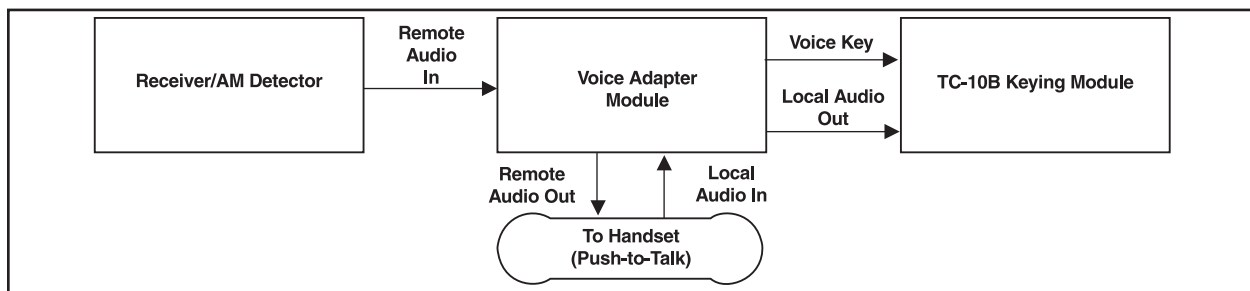 Receiver/AM Detector
Remote
Audio
In
Voice Adapter
Module
Voice Key
Local Audio
Out
TC-10B Keying Module
Remote
Audio Out
Local
Audio In
To Handset
(Push-to-Talk)